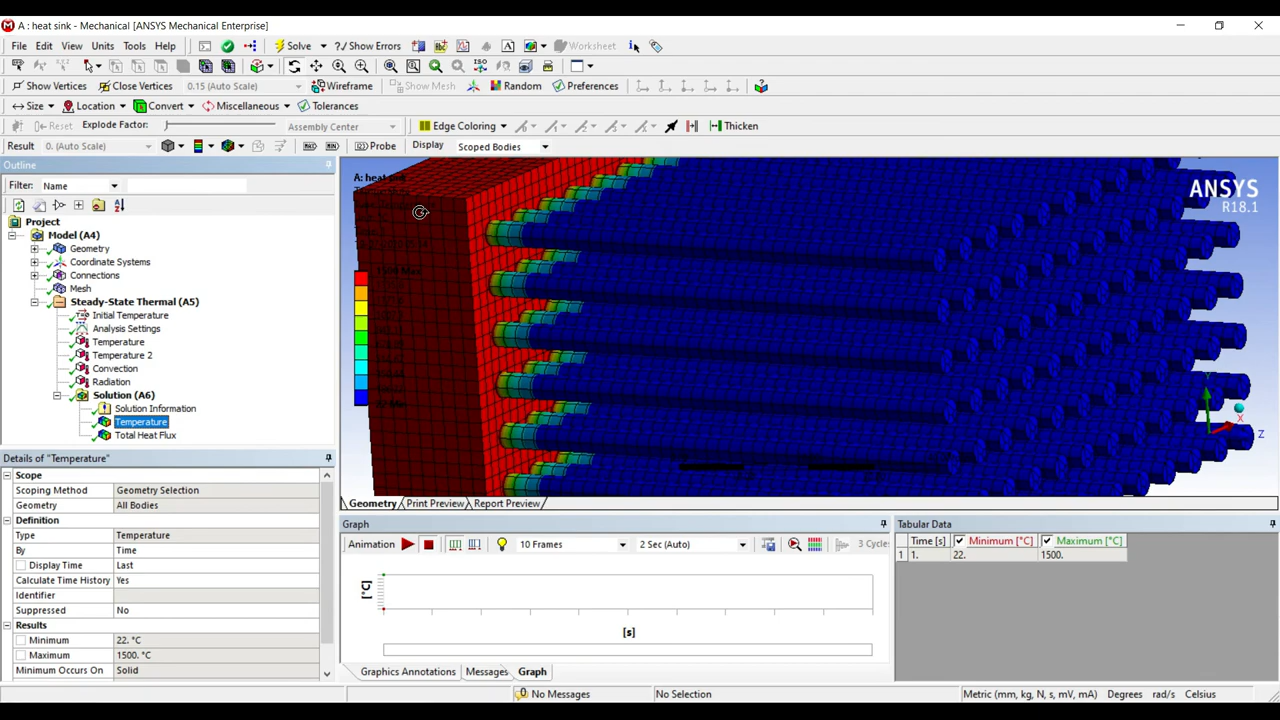 A : heat sink - Mechanical [ANSYS Mechanical Enterprise]
File Edit View Units Tools Help Solve Show Errors Worksheet
Show Vertices Close Vertices 0.15 (Auto Scale) Wireframe Show Mesh Random Preferences
Size Location Convert Miscellaneous Tolerances
Reset Explode Factor: Assembly Center Edge Coloring Thicken
Result 0. (Auto Scale) Probe Display Scoped Bodies
Outline
Filter: Name
Project
Model (A4)
Geometry
Coordinate Systems
Connections
Mesh
Steady-State Thermal (A5)
Initial Temperature
Analysis Settings
Temperature
Temperature 2
Convection
Radiation
Solution (A6)
Solution Information
Temperature
Total Heat Flux
A: heat sink
1500 Max
22 Min
ANSYS
R18.1
Y
X
Z
Geometry Print Preview Report Preview
Details of "Temperature"
Scope
Scoping Method Geometry Selection
Geometry All Bodies
Definition
Type Temperature
By Time
Display Time Last
Calculate Time History Yes
Identifier
Suppressed No
Results
Minimum 22. °C
Maximum 1500. °C
Minimum Occurs On Solid
Graph
Animation 10 Frames 2 Sec (Auto) 3 Cycles
[°C]
[s]
Graphics Annotations Messages Graph
Tabular Data
Time [s] Minimum [°C] Maximum [°C]
1 1. 22. 1500.
No Messages No Selection Metric (mm, kg, N, s, mV, mA) Degrees rad/s Celsius